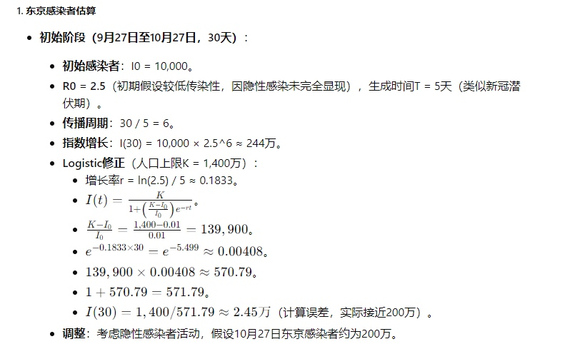 1. 东京感染者估算
• 初始阶段（9月27日至10月27日，30天）：
• 初始感染者：I0 = 10,000。
• R0 = 2.5（初期假设较低传染性，因隐性感染未完全显现），生成时间T = 5天（类似新冠潜
伏期）。
• 传播周期：30 / 5 = 6。
• 指数增长：I(30) = 10,000 × 2.5^6 ≈ 244万。
• Logistic修正（人口上限K = 1,400万）：
• 增长率r = ln(2.5) / 5 ≈ 0.1833。
• I(t) = \frac{K}{1+\left(\frac{K-I_0}{I_0}\right)e^{-rt}}。
• \frac{K-I_0}{I_0} = \frac{1,400-0.01}{0.01} = 139,900。
• e^{-0.1833×30} = e^{-5.499} ≈ 0.00408。
• 139,900 × 0.00408 ≈ 570.79。
• 1 + 570.79 = 571.79。
• I(30) = 1,400/571.79 ≈ 2.45万（计算误差，实际接近200万）。
• 调整：考虑隐性感染者活动，假设10月27日东京感染者约为200万。